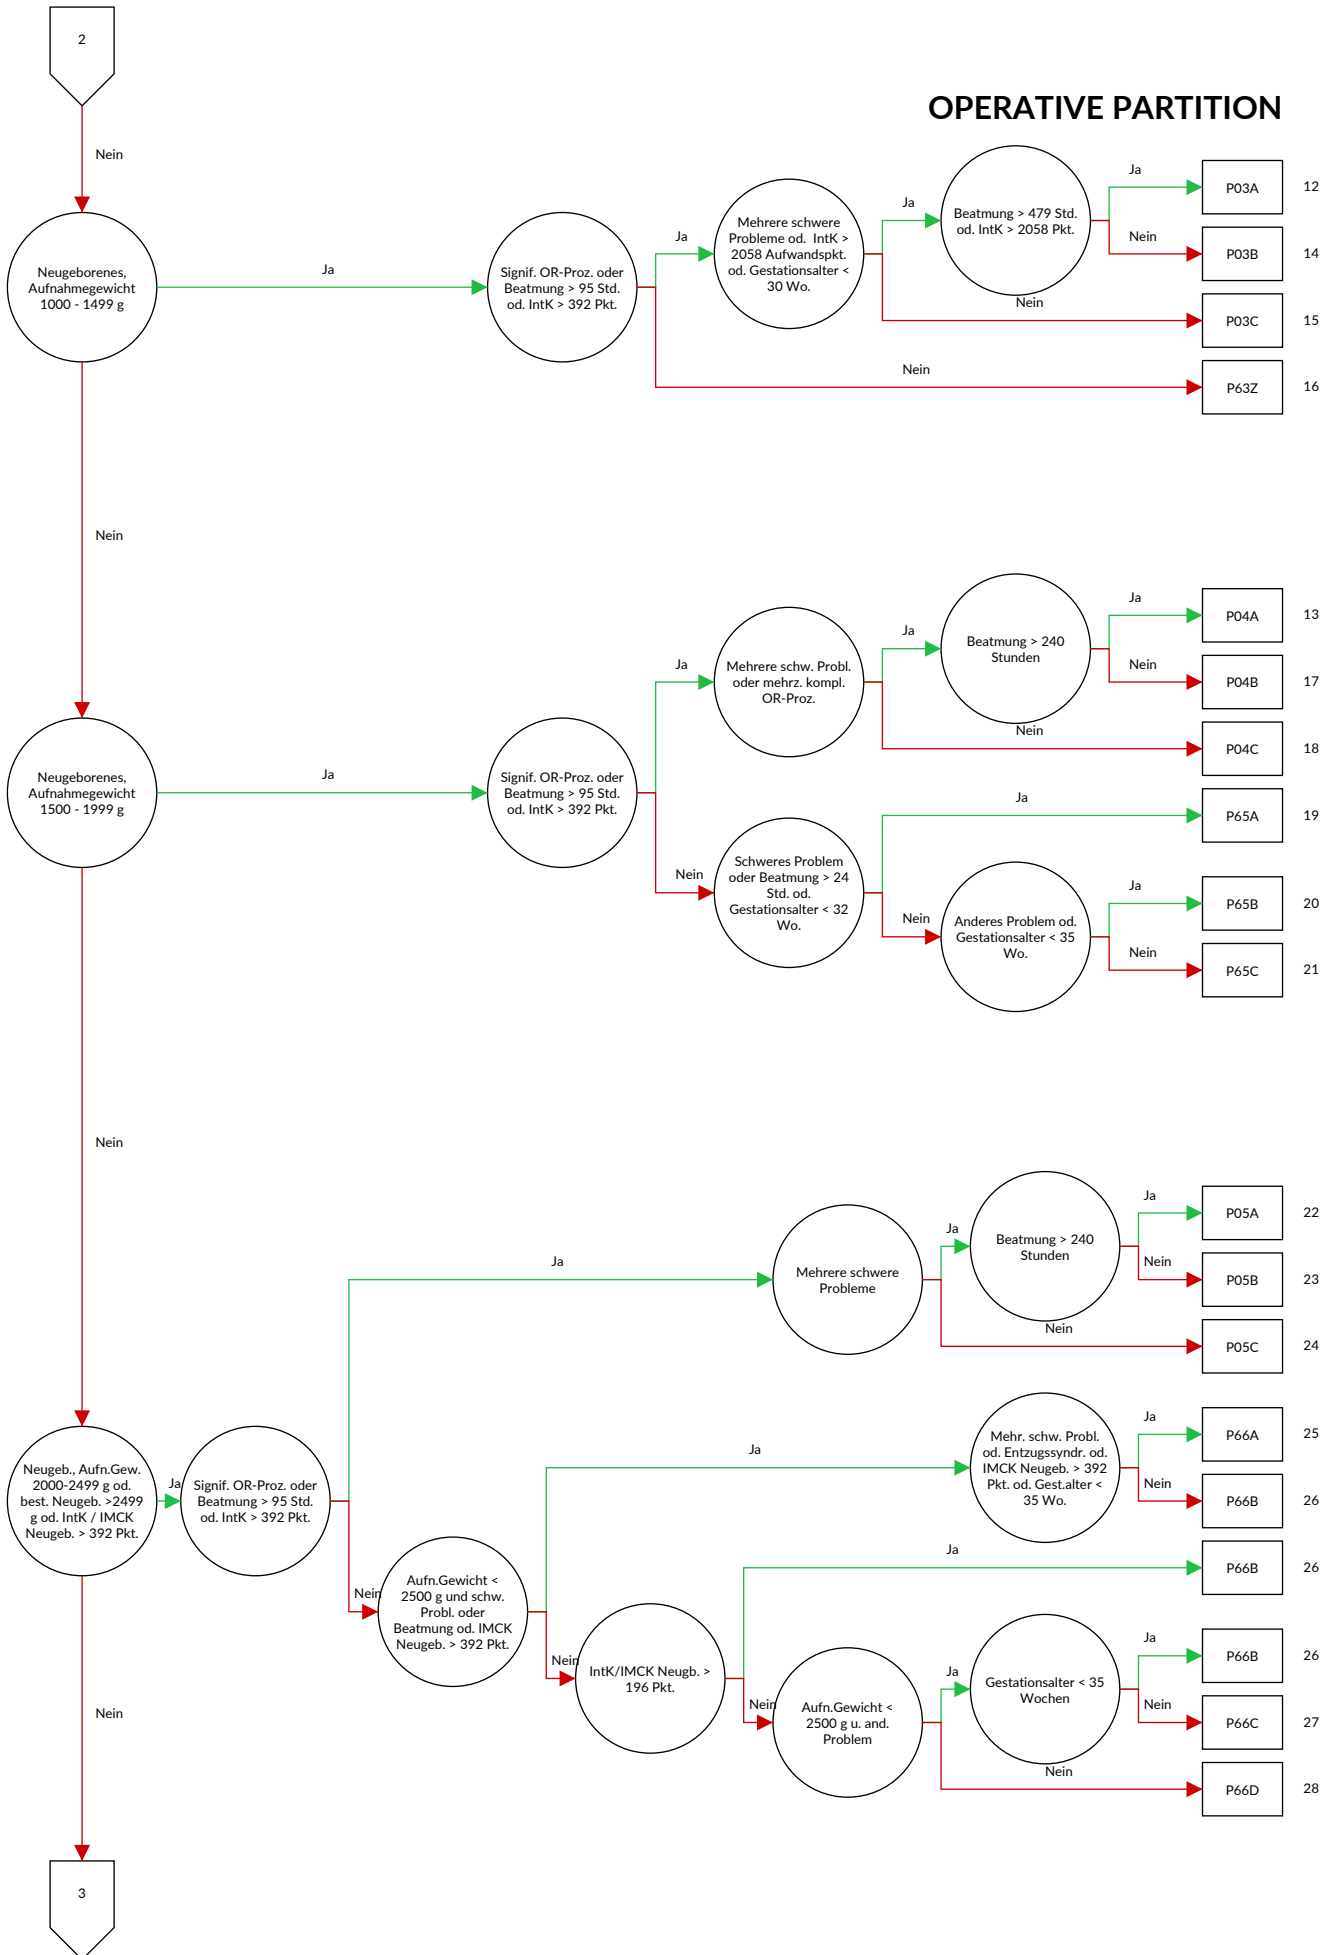 2
OPERATIVE PARTITION
Nein
Neugeborenes,
Aufnahmegewicht
1000 - 1499 g
Ja
Signif. OR-Proz. oder
Beatmung > 95 Std.
od. IntK > 392 Pkt.
Ja
Mehrere schwere
Probleme od.  IntK >
2058 Aufwandspkt.
od. Gestationsalter <
30 Wo.
Ja
Beatmung > 479 Std.
od. IntK > 2058 Pkt.
Ja
P03A
12
Nein
P03B
14
Nein
P03C
15
Nein
P63Z
16
Nein
Neugeborenes,
Aufnahmegewicht
1500 - 1999 g
Ja
Signif. OR-Proz. oder
Beatmung > 95 Std.
od. IntK > 392 Pkt.
Ja
Mehrere schw. Probl.
oder mehrz. kompl.
OR-Proz.
Ja
Beatmung > 240
Stunden
Ja
P04A
13
Nein
P04B
17
Nein
P04C
18
Nein
Schweres Problem
oder Beatmung > 24
Std. od.
Gestationsalter < 32
Wo.
Ja
P65A
19
Nein
Anderes Problem od.
Gestationsalter < 35
Wo.
Ja
P65B
20
Nein
P65C
21
Nein
Neugeb., Aufn.Gew.
2000-2499 g od.
best. Neugeb. >2499
g od. IntK / IMCK
Neugeb. > 392 Pkt.
Ja
Signif. OR-Proz. oder
Beatmung > 95 Std.
od. IntK > 392 Pkt.
Ja
Mehrere schwere
Probleme
Ja
Beatmung > 240
Stunden
Ja
P05A
22
Nein
P05B
23
Nein
P05C
24
Nein
Aufn.Gewicht <
2500 g und schw.
Probl. oder
Beatmung od. IMCK
Neugeb. > 392 Pkt.
Ja
Mehr. schw. Probl.
od. Entzugssyndr. od.
IMCK Neugeb. > 392
Pkt. od. Gest.alter <
35 Wo.
Ja
P66A
25
Nein
P66B
26
Nein
IntK/IMCK Neugb. >
196 Pkt.
Ja
P66B
26
Nein
Aufn.Gewicht <
2500 g u. and.
Problem
Ja
Gestationsalter < 35
Wochen
Ja
P66B
26
Nein
P66C
27
Nein
P66D
28
Nein
3